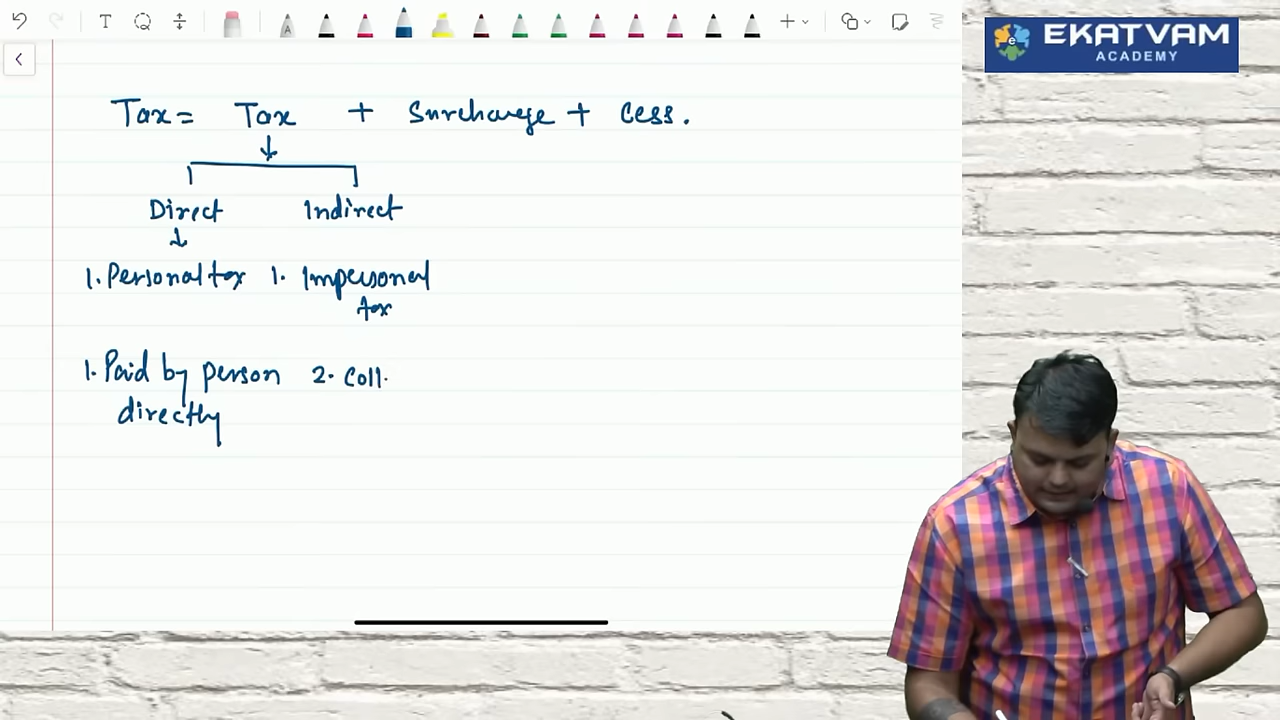 EKATVAM
ACADEMY
Tax = Tax + Surcharge + Cess.
Direct Indirect
1. Personal tax 1. Impersonal
tax
1. Paid by person 2. Coll.
directly